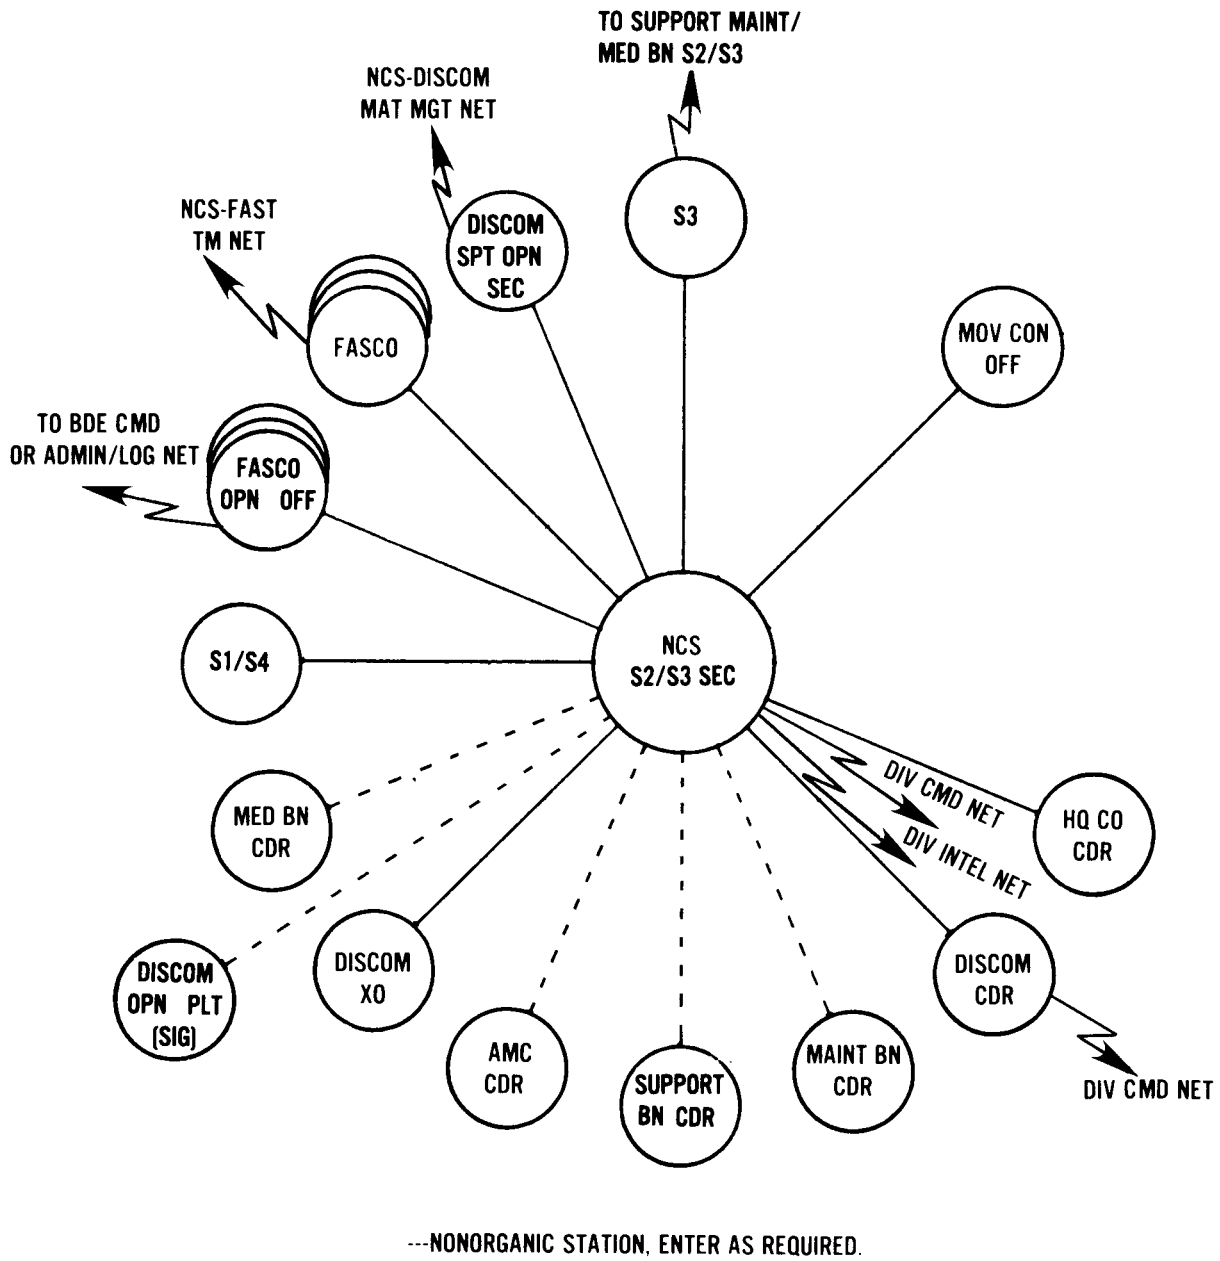 TO SUPPORT MAINT/
MED BN S2/S3
NCS-DISCOM
MAT MGT NET
NCS-FAST
TM NET
DISCOM
SPT OPN
SEC
S3
FASCO
MOV CON
OFF
TO BDE CMD
OR ADMIN/LOG NET
FASCO
OPN OFF
S1/S4
NCS
S2/S3 SEC
MED BN
CDR
DIV CMD NET
DIV INTEL NET
HQ CO
CDR
DISCOM
OPN PLT
(SIG)
DISCOM
XO
AMC
CDR
SUPPORT
BN CDR
MAINT BN
CDR
DISCOM
CDR
DIV CMD NET
---NONORGANIC STATION, ENTER AS REQUIRED.